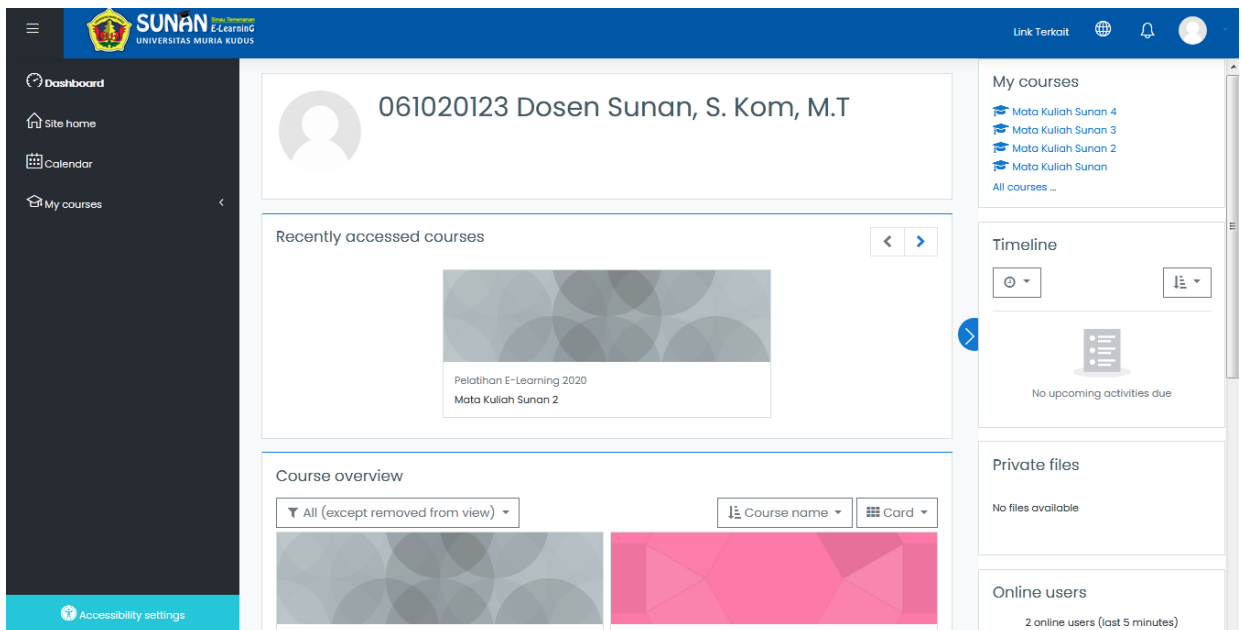 SUNAN Sinau Temenanan E-LearninG
UNIVERSITAS MURIA KUDUS
Link Terkait
Dashboard
Site home
Calendar
My courses
Accessibility settings
061020123 Dosen Sunan, S. Kom, M.T
Recently accessed courses
Pelatihan E-Learning 2020
Mata Kuliah Sunan 2
Course overview
All (except removed from view)
Course name
Card
My courses
Mata Kuliah Sunan 4
Mata Kuliah Sunan 3
Mata Kuliah Sunan 2
Mata Kuliah Sunan
All courses ...
Timeline
No upcoming activities due
Private files
No files available
Online users
2 online users (last 5 minutes)